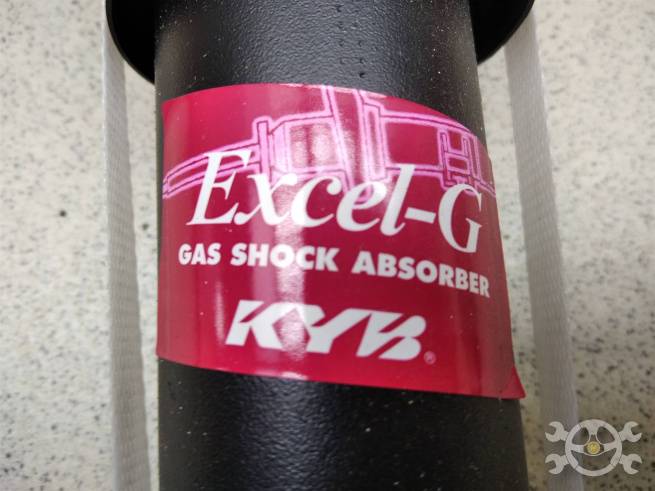 Excel-G
GAS SHOCK ABSORBER
KYB®